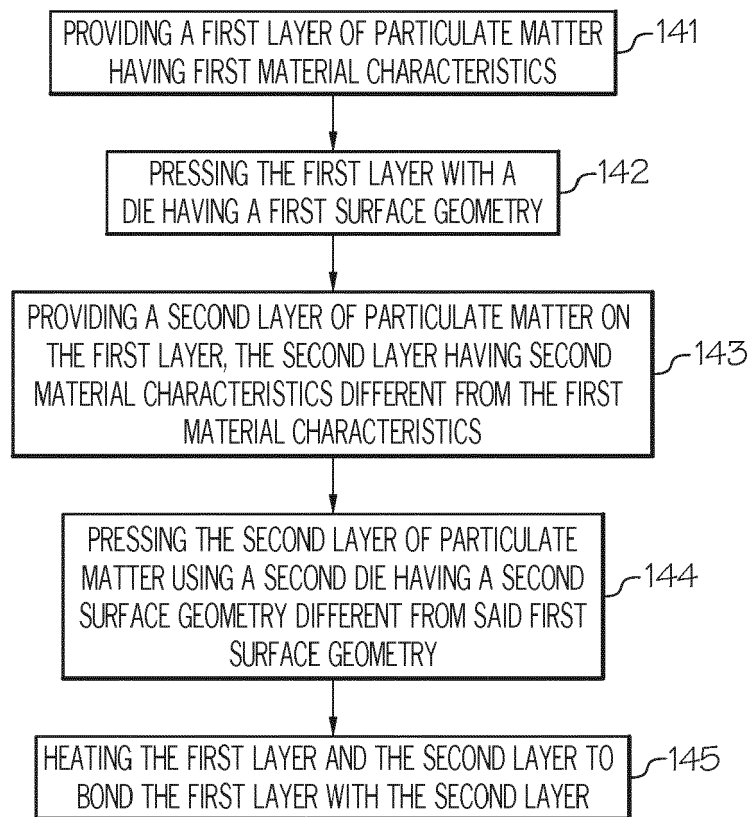 PROVIDING A FIRST LAYER OF PARTICULATE MATTER
HAVING FIRST MATERIAL CHARACTERISTICS
141
PRESSING THE FIRST LAYER WITH A
DIE HAVING A FIRST SURFACE GEOMETRY
142
PROVIDING A SECOND LAYER OF PARTICULATE MATTER ON
THE FIRST LAYER, THE SECOND LAYER HAVING SECOND
MATERIAL CHARACTERISTICS DIFFERENT FROM THE FIRST
MATERIAL CHARACTERISTICS
143
PRESSING THE SECOND LAYER OF PARTICULATE
MATTER USING A SECOND DIE HAVING A SECOND
SURFACE GEOMETRY DIFFERENT FROM SAID FIRST
SURFACE GEOMETRY
144
HEATING THE FIRST LAYER AND THE SECOND LAYER TO
BOND THE FIRST LAYER WITH THE SECOND LAYER
145